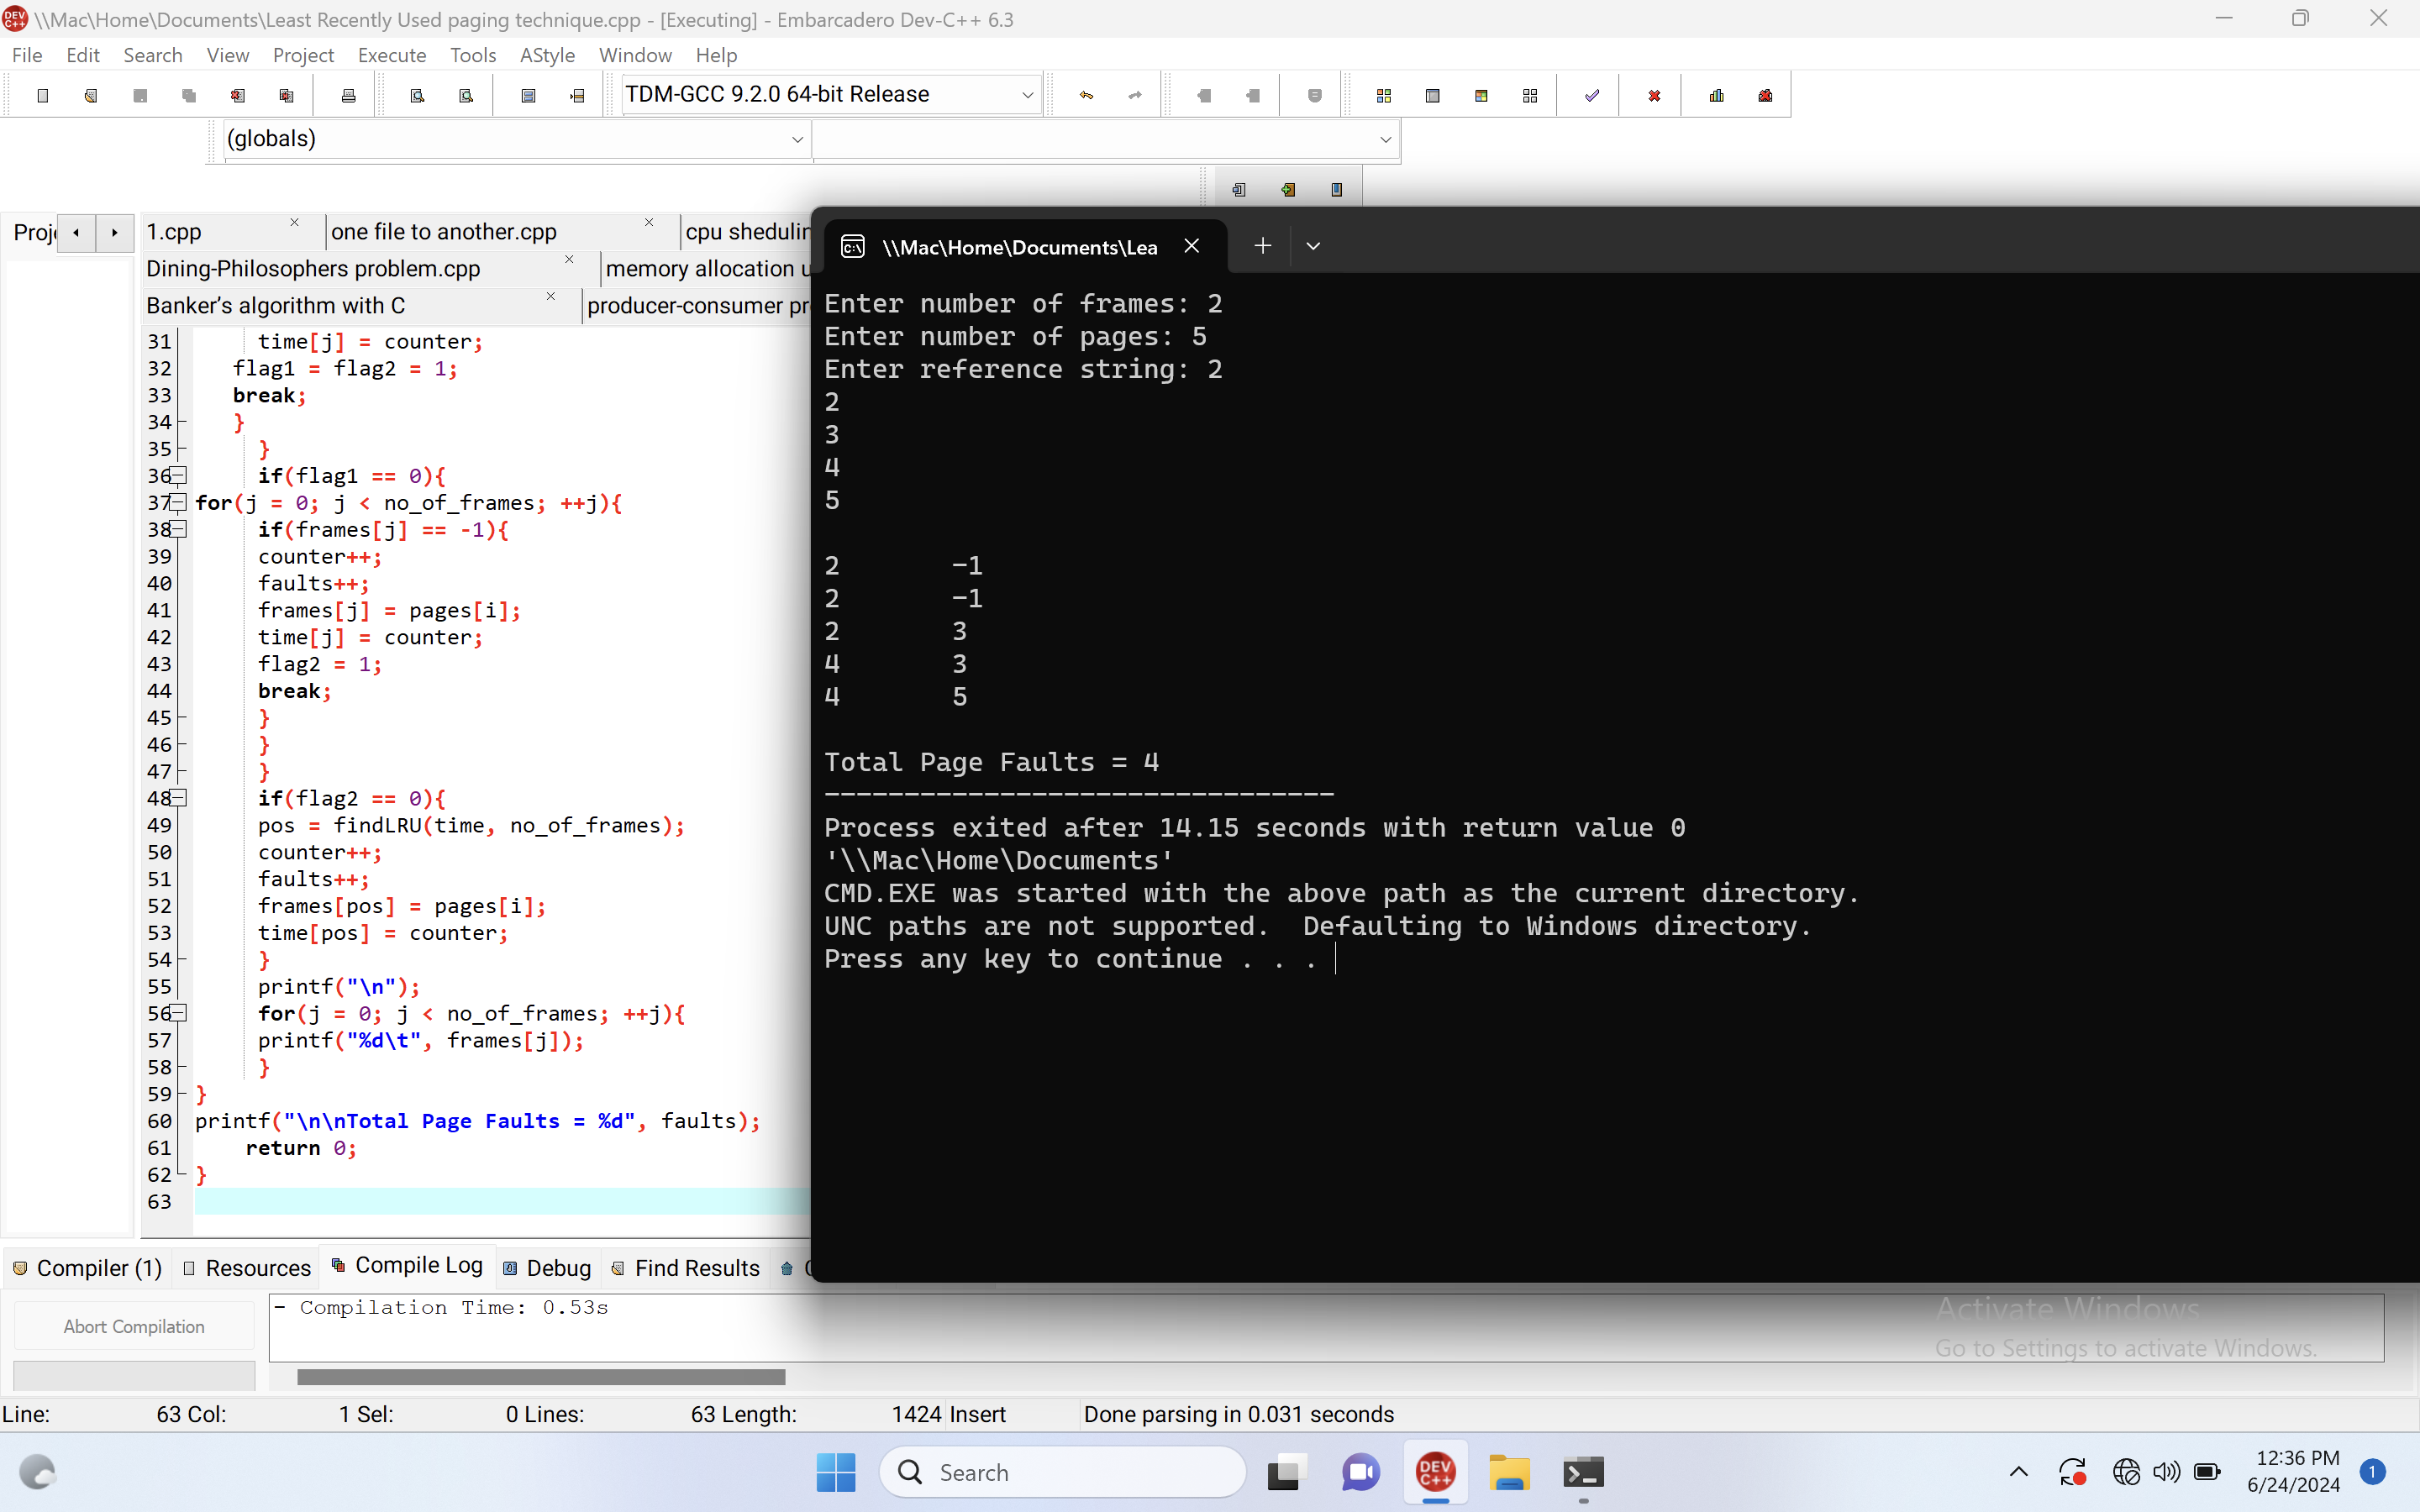 \\Mac\Home\Documents\Least Recently Used paging technique.cpp - [Executing] - Embarcadero Dev-C++ 6.3
File Edit Search View Project Execute Tools AStyle Window Help
TDM-GCC 9.2.0 64-bit Release
(globals)
1.cpp one file to another.cpp
Dining-Philosophers problem.cpp memory allocation
Banker's algorithm with C producer-consumer
31 time[j] = counter;
32 flag1 = flag2 = 1;
33 break;
34 }
35 }
36 if(flag1 == 0){
37 for(j = 0; j < no_of_frames; ++j){
38 if(frames[j] == -1){
39 counter++;
40 faults++;
41 frames[j] = pages[i];
42 time[j] = counter;
43 flag2 = 1;
44 break;
45 }
46 }
47 }
48 if(flag2 == 0){
49 pos = findLRU(time, no_of_frames);
50 counter++;
51 faults++;
52 frames[pos] = pages[i];
53 time[pos] = counter;
54 }
55 printf("\n");
56 for(j = 0; j < no_of_frames; ++j){
57 printf("%d\t", frames[j]);
58 }
59 }
60 printf("\n\nTotal Page Faults = %d", faults);
61 return 0;
62 }
63
\\Mac\Home\Documents\Lea
Enter number of frames: 2
Enter number of pages: 5
Enter reference string: 2
2
3
4
5
2 -1
2 -1
2 3
4 3
4 5
Total Page Faults = 4
--------------------------------
Process exited after 14.15 seconds with return value 0
'\\Mac\Home\Documents'
CMD.EXE was started with the above path as the current directory.
UNC paths are not supported.  Defaulting to Windows directory.
Press any key to continue . . .
Compiler (1) Resources Compile Log Debug Find Results
Abort Compilation
- Compilation Time: 0.53s
Activate Windows
Go to Settings to activate Windows.
Line: 63 Col: 1 Sel: 0 Lines: 63 Length: 1424 Insert Done parsing in 0.031 seconds
Search
DEV C++
12:36 PM
6/24/2024
1